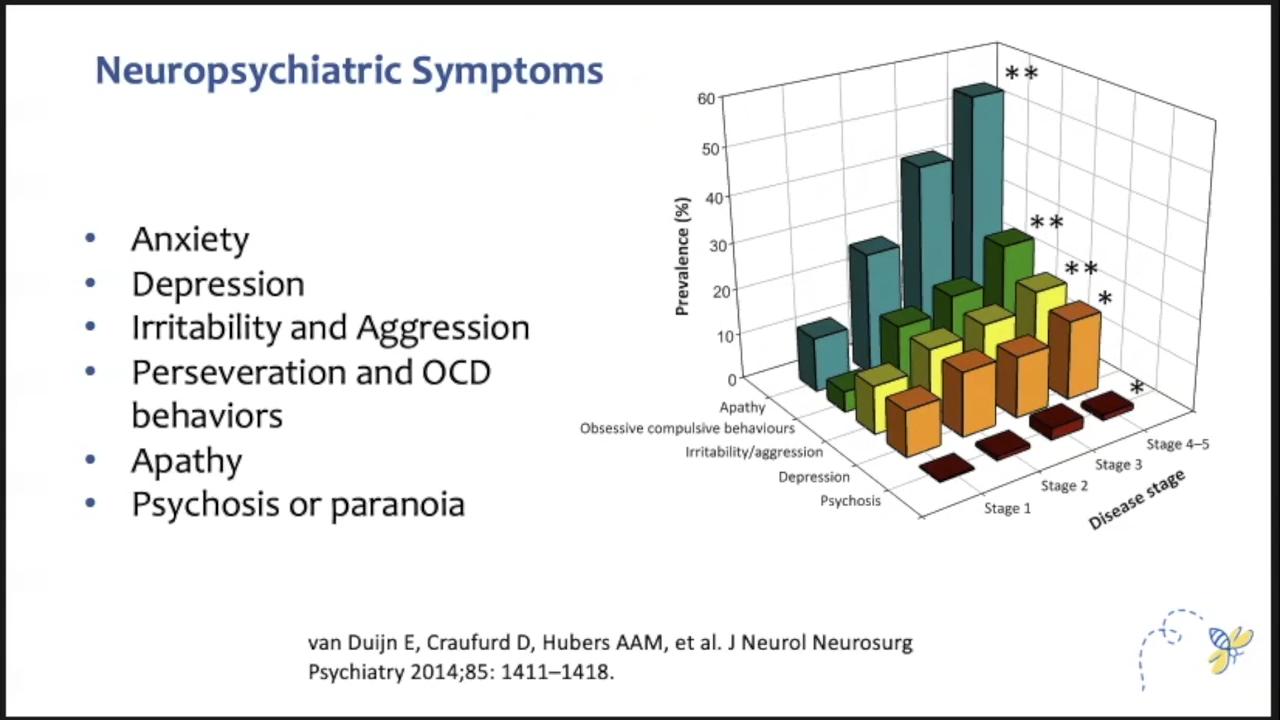 Neuropsychiatric Symptoms
• Anxiety
• Depression
• Irritability and Aggression
• Perseveration and OCD
behaviors
• Apathy
• Psychosis or paranoia
Prevalence (%)
60
50
40
30
20
10
0
**
**
**
*
*
Apathy
Obsessive compulsive behaviours
Irritability/aggression
Depression
Psychosis
Stage 1
Stage 2
Stage 3
Stage 4–5
Disease stage
van Duijn E, Craufurd D, Hubers AAM, et al. J Neurol Neurosurg
Psychiatry 2014;85: 1411–1418.